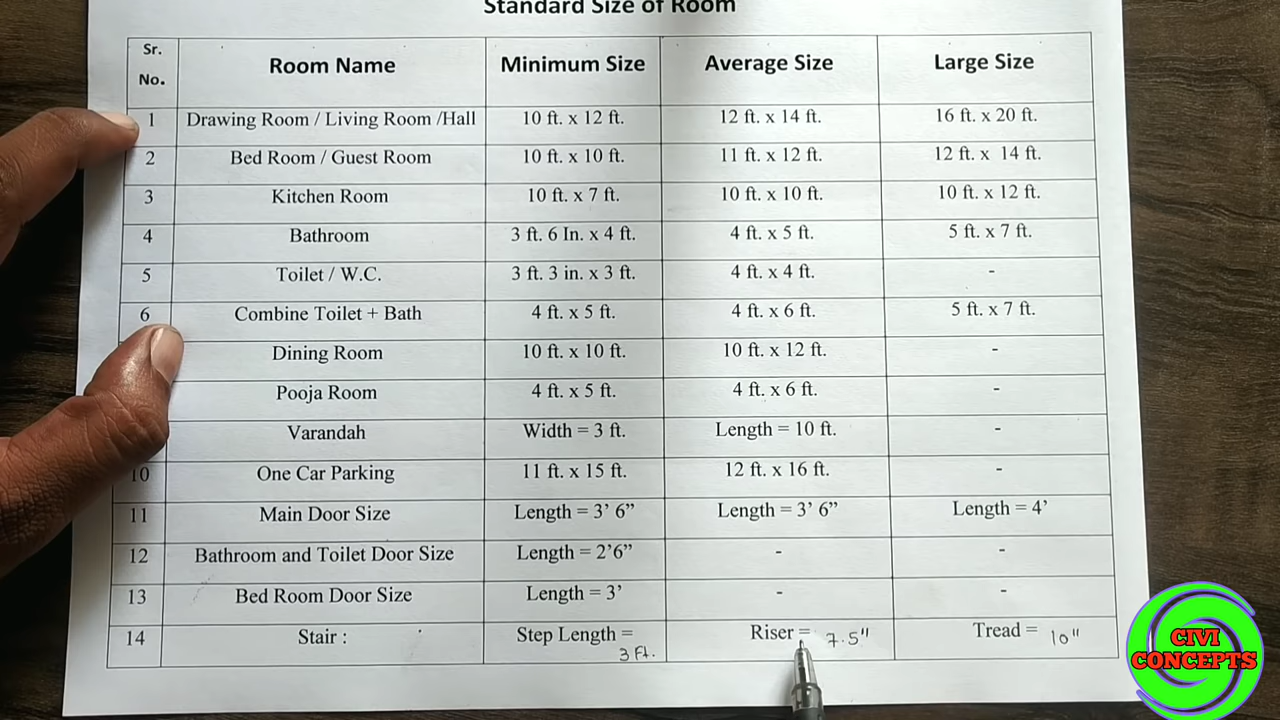 Standard Size of Room
Sr. No. Room Name Minimum Size Average Size Large Size
1 Drawing Room / Living Room /Hall 10 ft. x 12 ft. 12 ft. x 14 ft. 16 ft. x 20 ft.
2 Bed Room / Guest Room 10 ft. x 10 ft. 11 ft. x 12 ft. 12 ft. x 14 ft.
3 Kitchen Room 10 ft. x 7 ft. 10 ft. x 10 ft. 10 ft. x 12 ft.
4 Bathroom 3 ft. 6 In. x 4 ft. 4 ft. x 5 ft. 5 ft. x 7 ft.
5 Toilet / W.C. 3 ft. 3 in. x 3 ft. 4 ft. x 4 ft. -
6 Combine Toilet + Bath 4 ft. x 5 ft. 4 ft. x 6 ft. 5 ft. x 7 ft.
Dining Room 10 ft. x 10 ft. 10 ft. x 12 ft. -
Pooja Room 4 ft. x 5 ft. 4 ft. x 6 ft. -
Varandah Width = 3 ft. Length = 10 ft. -
10 One Car Parking 11 ft. x 15 ft. 12 ft. x 16 ft. -
11 Main Door Size Length = 3’ 6” Length = 3’ 6” Length = 4’
12 Bathroom and Toilet Door Size Length = 2’6” - -
13 Bed Room Door Size Length = 3’ - -
14 Stair : Step Length = 3 Ft. Riser = 7.5" Tread = 10"
CIVI
CONCEPTS